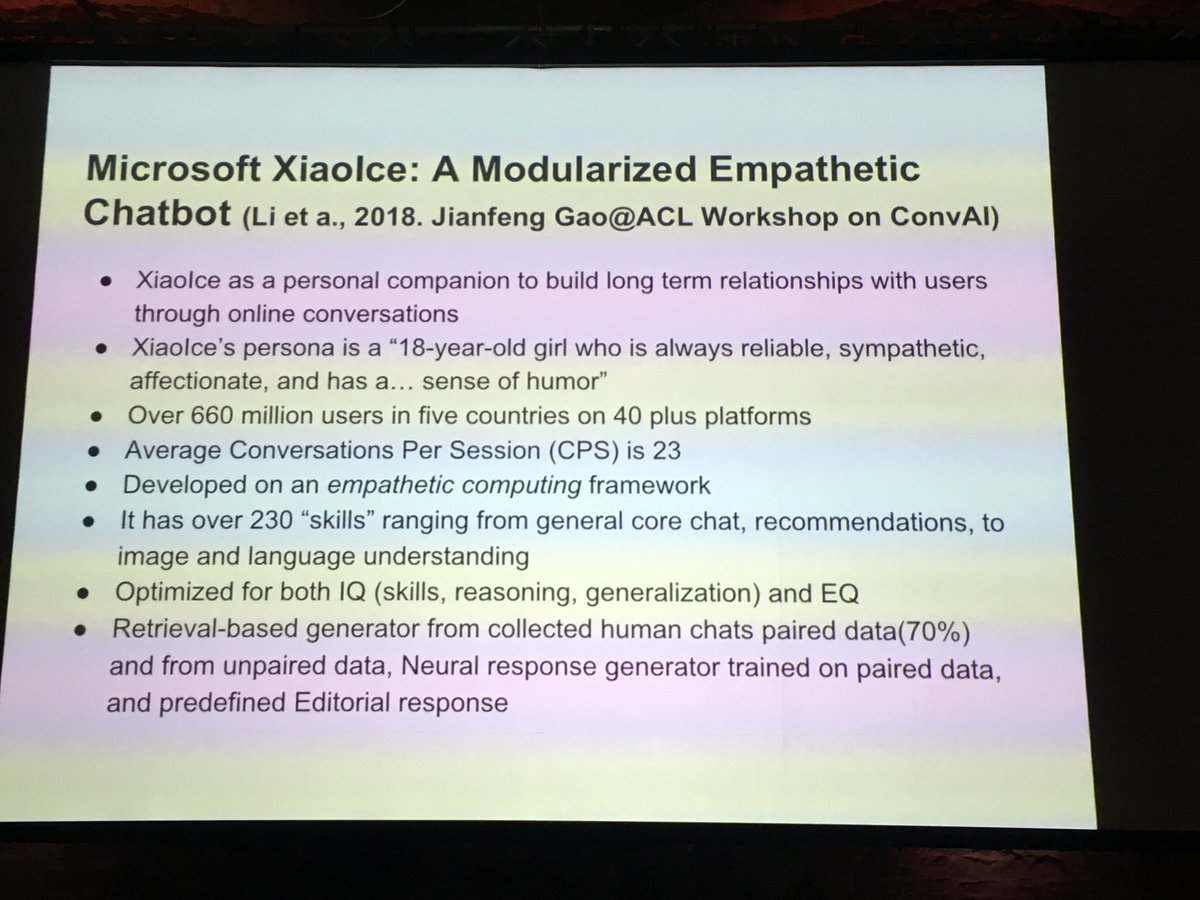 Microsoft XiaoIce: A Modularized Empathetic
Chatbot (Li et a., 2018. Jianfeng Gao@ACL Workshop on ConvAI)
● XiaoIce as a personal companion to build long term relationships with users
through online conversations
● XiaoIce’s persona is a “18-year-old girl who is always reliable, sympathetic,
affectionate, and has a… sense of humor”
● Over 660 million users in five countries on 40 plus platforms
● Average Conversations Per Session (CPS) is 23
● Developed on an empathetic computing framework
● It has over 230 “skills” ranging from general core chat, recommendations, to
image and language understanding
● Optimized for both IQ (skills, reasoning, generalization) and EQ
● Retrieval-based generator from collected human chats paired data(70%)
and from unpaired data, Neural response generator trained on paired data,
and predefined Editorial response